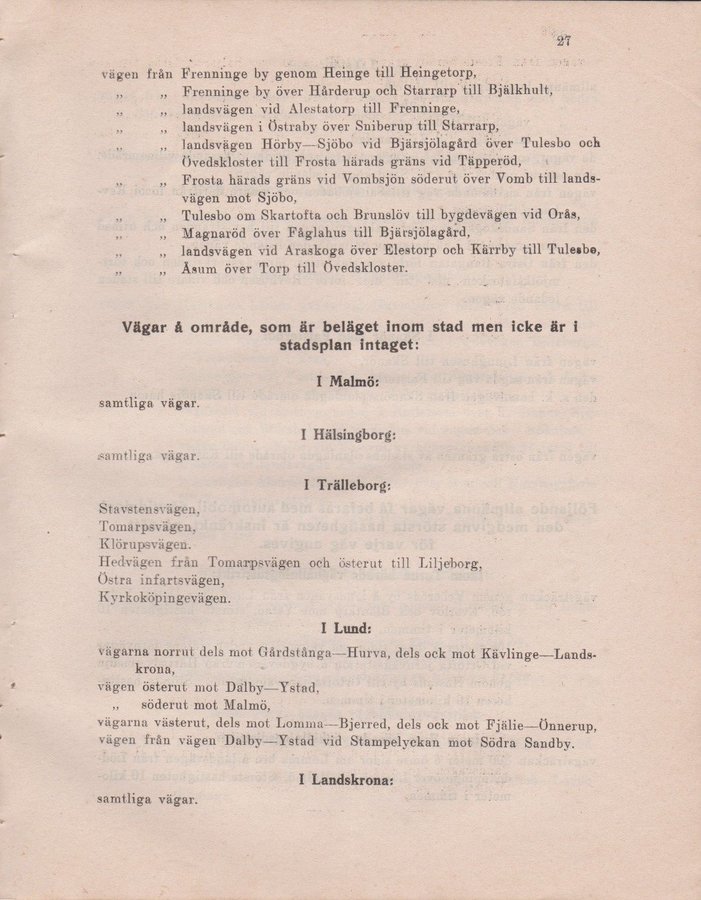 27
vägen från Frenninge by genom Heinge till Heingetorp,
„ „ Frenninge by över Hårderup och Starrarp till Bjälkhult,
„ „ landsvägen vid Alestatorp till Frenninge,
„ „ landsvägen i Östraby över Sniberup till Starrarp,
„ „ landsvägen Hörby—Sjöbo vid Bjärsjölagård över Tulesbo och
Övedskloster till Frosta härads gräns vid Täpperöd,
„ „ Frosta härads gräns vid Vombsjön söderut över Vomb till lands-
vägen mot Sjöbo,
„ „ Tulesbo om Skartofta och Brunslöv till bygdevägen vid Orås,
„ „ Magnaröd över Fåglahus till Bjärsjölagård,
„ „ landsvägen vid Araskoga över Elestorp och Kärrby till Tulesbo,
„ „ Åsum över Torp till Övedskloster.
Vägar å område, som är beläget inom stad men icke är i
stadsplan intaget:
I Malmö:
samtliga vägar.
I Hälsingborg:
samtliga vägar.
I Trälleborg:
Stavstensvägen,
Tomarpsvägen,
Klörupsvägen.
Hedvägen från Tomarpsvägen och österut till Liljeborg,
Östra infartsvägen,
Kyrkoköpingevägen.
I Lund:
vägarna norrut dels mot Gårdstånga—Hurva, dels ock mot Kävlinge—Lands-
krona,
vägen österut mot Dalby—Ystad,
„ söderut mot Malmö,
vägarna västerut, dels mot Lomma—Bjerred, dels ock mot Fjälie—Önnerup,
vägen från vägen Dalby—Ystad vid Stampelyckan mot Södra Sandby.
I Landskrona:
samtliga vägar.